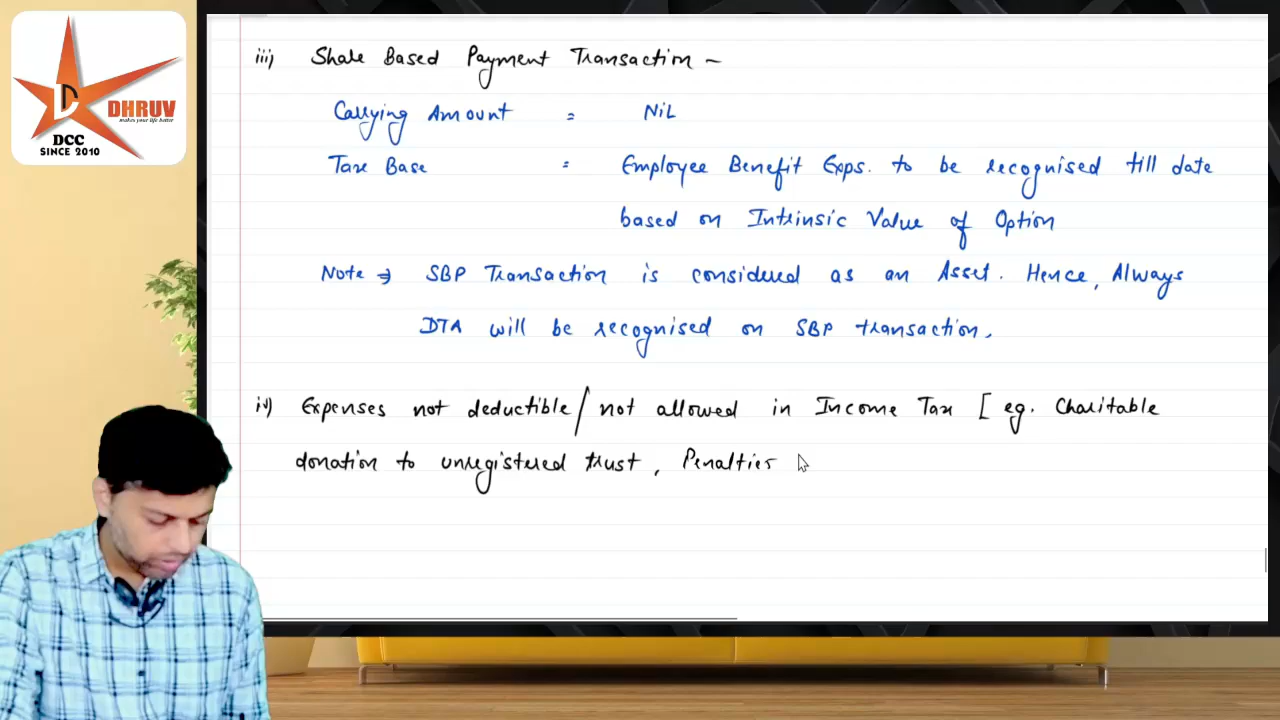 D
DHRUV
makes your life better
DCC
SINCE 2010
iii) Share Based Payment Transaction -
Carrying Amount = NiL
Tax Base = Employee Benefit Exps. to be recognised till date
based on Intrinsic Value of Option
Note ⇒ SBP Transaction is considered as an Asset. Hence, Always
DTA will be recognised on SBP transaction.
iv) Expenses not deductible/not allowed in Income Tax [ eg. Charitable
donation to unregistered trust, Penalties